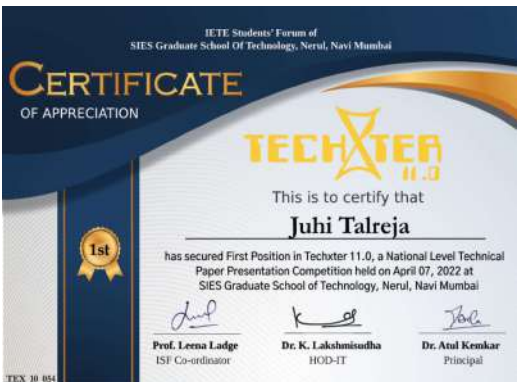 IETE Students' Forum of
SIES Graduate School Of Technology, Nerul, Navi Mumbai
CERTIFICATE
OF APPRECIATION
TECHXTER
11.0
This is to certify that
Juhi Talreja
1st
has secured First Position in Techxter 11.0, a National Level Technical
Paper Presentation Competition held on April 07, 2022 at
SIES Graduate School of Technology, Nerul, Navi Mumbai
Prof. Leena Ladge
Dr. K. Lakshmisudha
Dr. Atul Kemkar
ISF Co-ordinator
HOD-IT
Principal
TEX 10 054